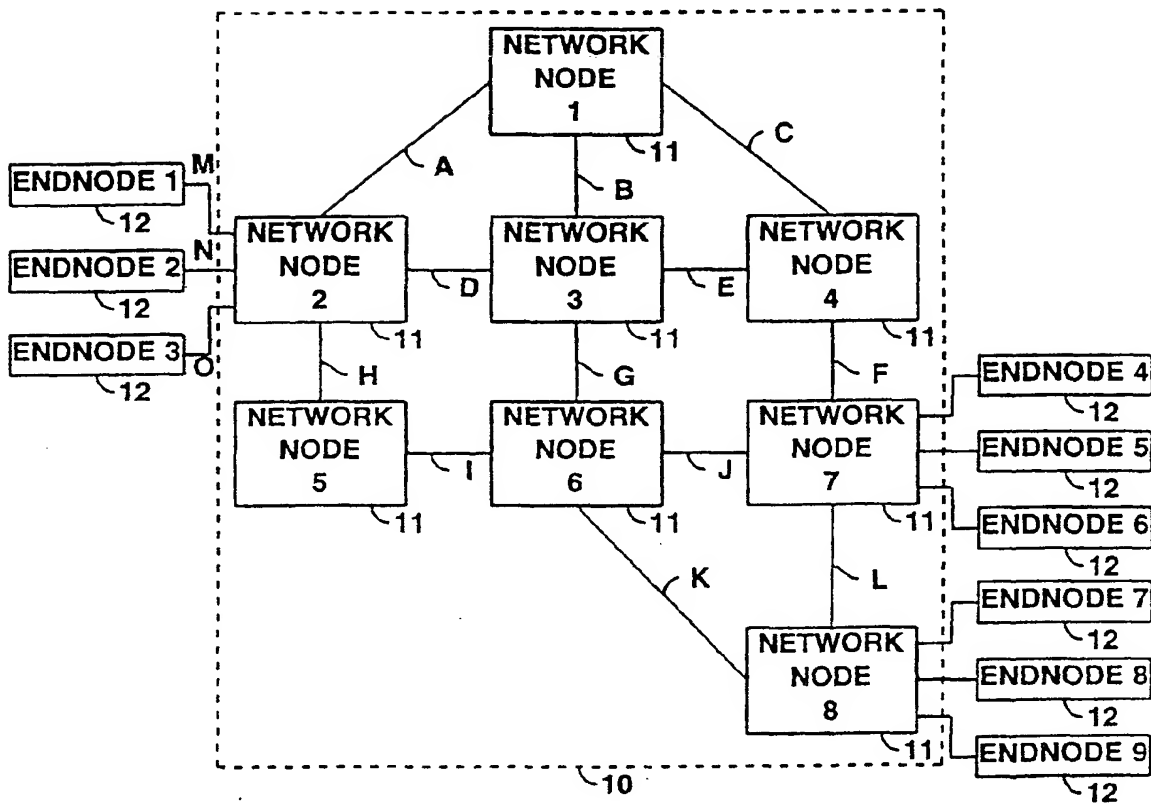 NETWORK
NODE
1
11
A
B
C
M
ENDNODE 1
12
N
ENDNODE 2
12
ENDNODE 3
O
12
NETWORK
NODE
2
11
D
NETWORK
NODE
3
11
E
NETWORK
NODE
4
11
H
G
F
NETWORK
NODE
5
11
I
NETWORK
NODE
6
11
J
NETWORK
NODE
7
11
ENDNODE 4
12
ENDNODE 5
12
ENDNODE 6
12
K
L
NETWORK
NODE
8
11
ENDNODE 7
12
ENDNODE 8
12
ENDNODE 9
12
10